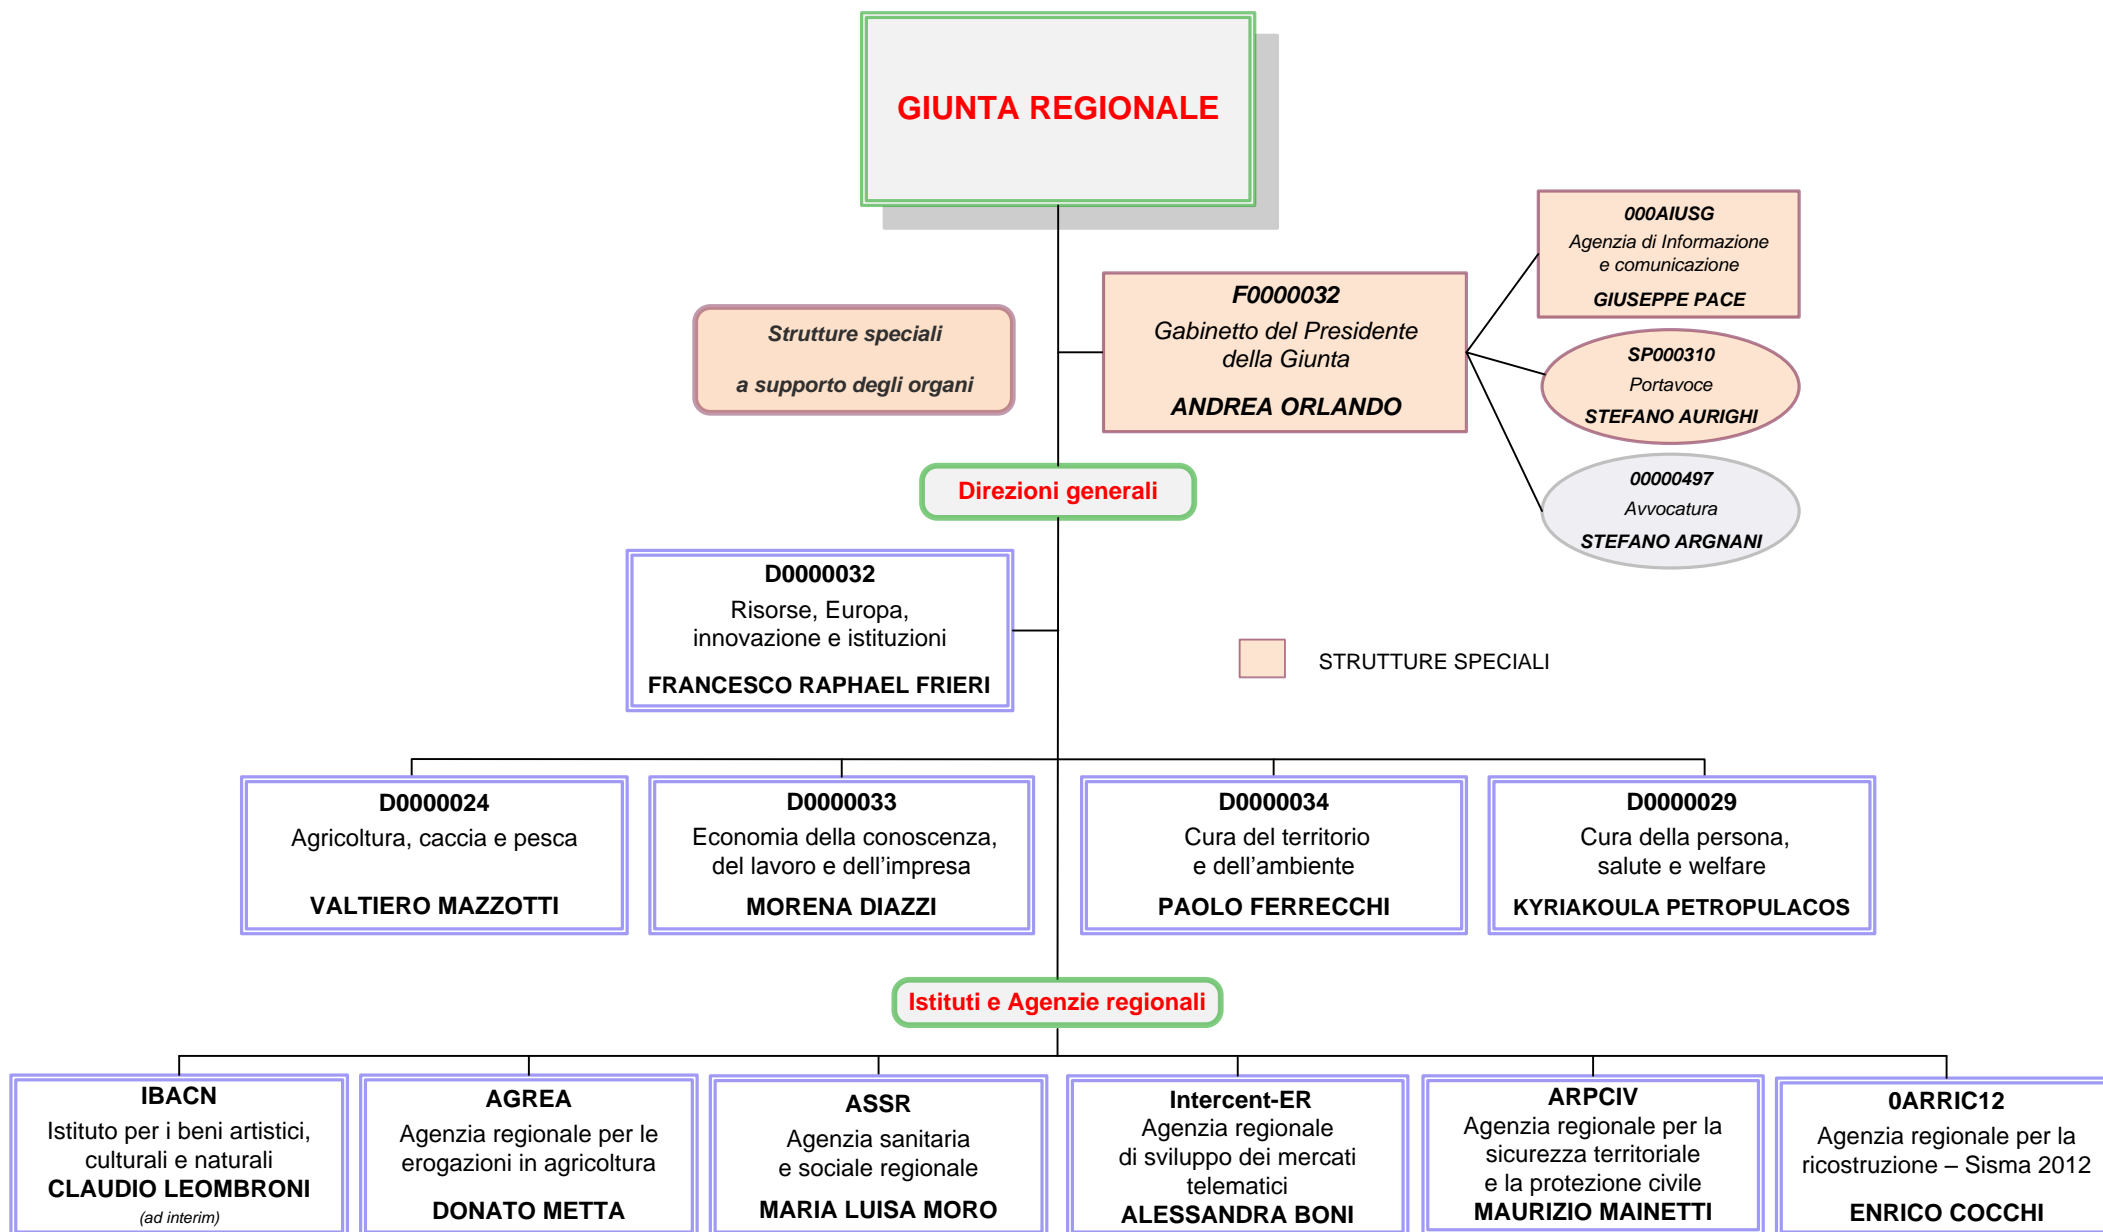 GIUNTA REGIONALE
000AIUSG
Agenzia di Informazione
e comunicazione
GIUSEPPE PACE
F0000032
Gabinetto del Presidente
della Giunta
ANDREA ORLANDO
Strutture speciali
a supporto degli organi
SP000310
Portavoce
STEFANO AURIGHI
Direzioni generali
00000497
Avvocatura
STEFANO ARGNANI
D0000032
Risorse, Europa,
innovazione e istituzioni
FRANCESCO RAPHAEL FRIERI
STRUTTURE SPECIALI
D0000024
Agricoltura, caccia e pesca
VALTIERO MAZZOTTI
D0000033
Economia della conoscenza,
del lavoro e dell’impresa
MORENA DIAZZI
D0000034
Cura del territorio
e dell’ambiente
PAOLO FERRECCHI
D0000029
Cura della persona,
salute e welfare
KYRIAKOULA PETROPULACOS
Istituti e Agenzie regionali
IBACN
Istituto per i beni artistici,
culturali e naturali
CLAUDIO LEOMBRONI
(ad interim)
AGREA
Agenzia regionale per le
erogazioni in agricoltura
DONATO METTA
ASSR
Agenzia sanitaria
e sociale regionale
MARIA LUISA MORO
Intercent-ER
Agenzia regionale
di sviluppo dei mercati
telematici
ALESSANDRA BONI
ARPCIV
Agenzia regionale per la
sicurezza territoriale
e la protezione civile
MAURIZIO MAINETTI
0ARRIC12
Agenzia regionale per la
ricostruzione – Sisma 2012
ENRICO COCCHI